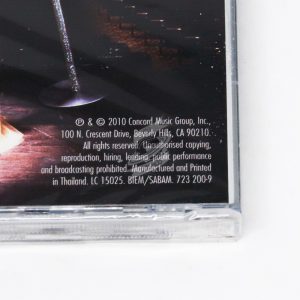 ℗ & © 2010 Concord Music Group, Inc.,
100 N. Crescent Drive, Beverly Hills, CA 90210.
All rights reserved. Unauthorised copying,
reproduction, hiring, lending, public performance
and broadcasting prohibited. Manufactured and Printed
in Thailand. LC 15025. BIEM/SABAM. 723 200-9